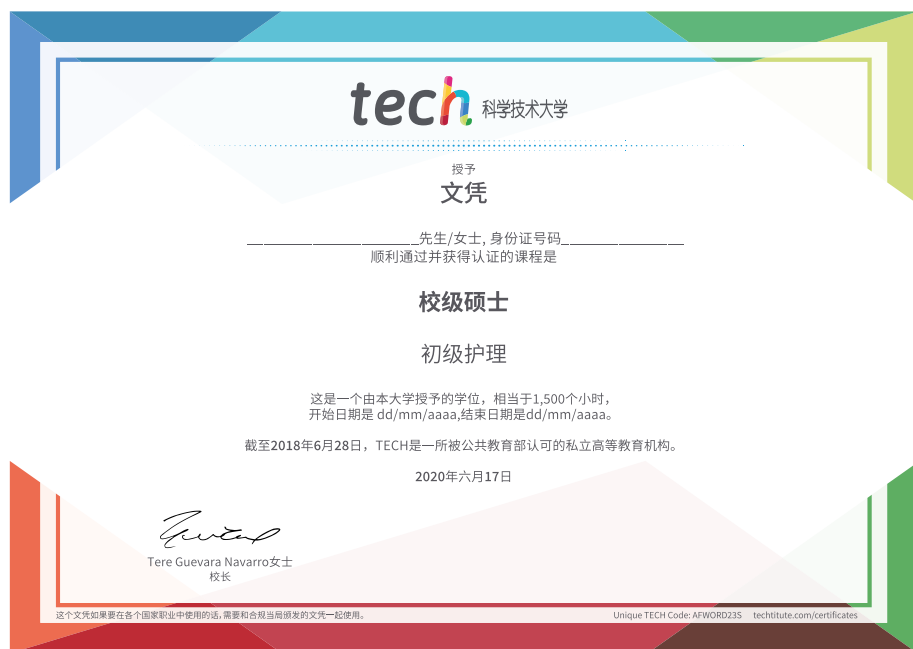 tech 科学技术大学
授予
文凭
______________________先生/女士, 身份证号码________________
顺利通过并获得认证的课程是
校级硕士
初级护理
这是一个由本大学授予的学位，相当于1,500个小时，
开始日期是 dd/mm/aaaa,结束日期是dd/mm/aaaa。
截至2018年6月28日，TECH是一所被公共教育部认可的私立高等教育机构。
2020年六月17日
Tere Guevara Navarro女士
校长
这个文凭如果要在各个国家职业中使用的话,需要和合规当局颁发的文凭一起使用。
Unique TECH Code: AFWORD23S techtitute.com/certificates